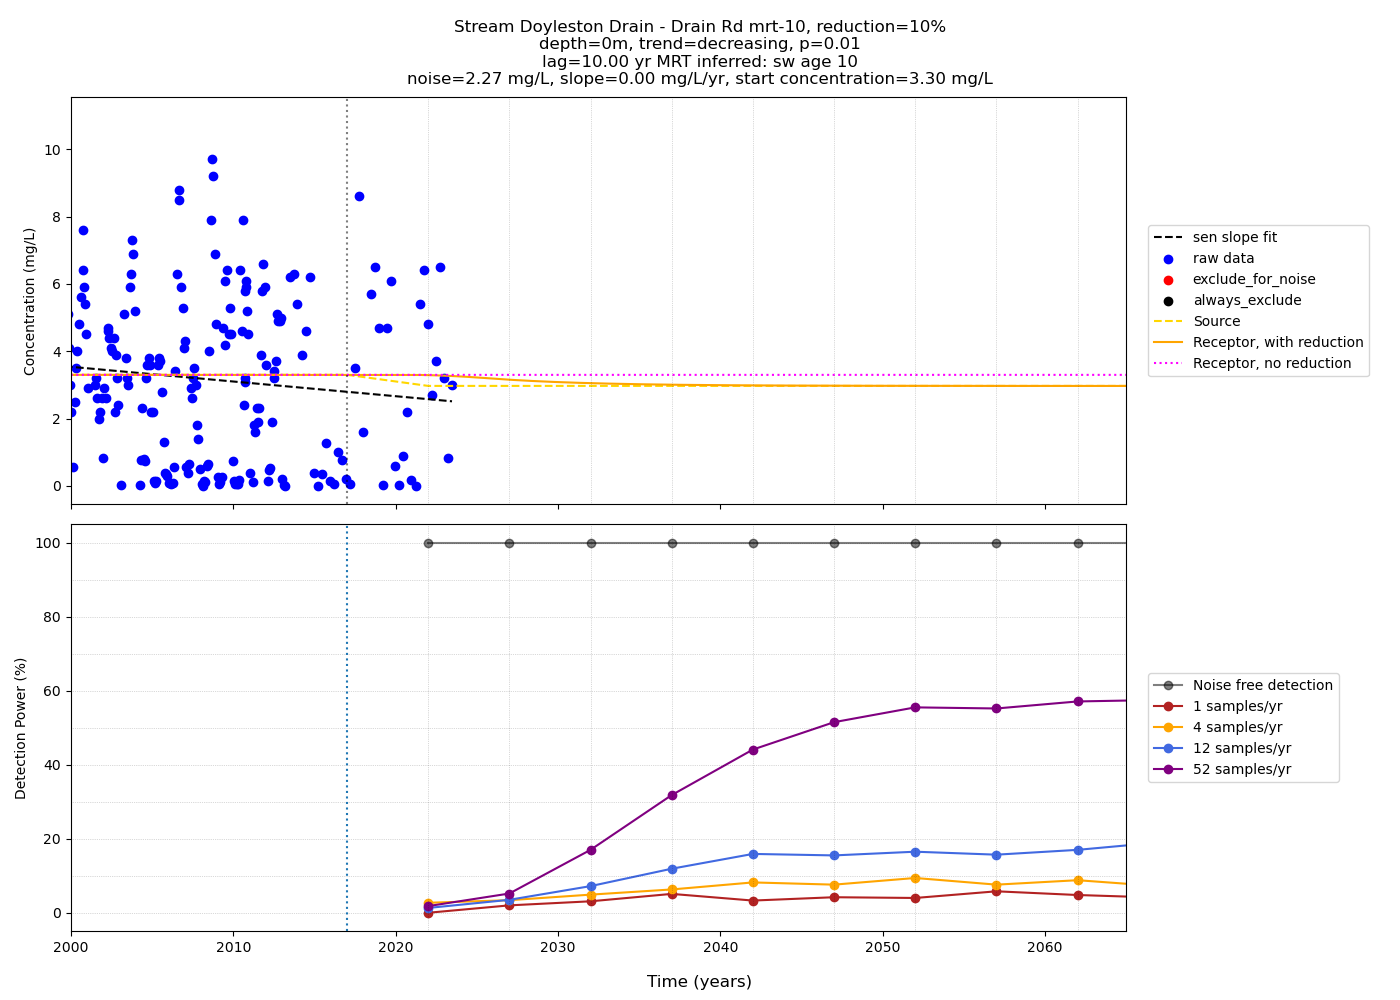 Stream Doyleston Drain - Drain Rd mrt-10, reduction=10%
depth=0m, trend=decreasing, p=0.01
lag=10.00 yr MRT inferred: sw age 10
noise=2.27 mg/L, slope=0.00 mg/L/yr, start concentration=3.30 mg/L
Concentration (mg/L)
10
8
6
4
2
0
sen slope fit
raw data
exclude_for_noise
always_exclude
Source
Receptor, with reduction
Receptor, no reduction
Detection Power (%)
100
80
60
40
20
0
Noise free detection
1 samples/yr
4 samples/yr
12 samples/yr
52 samples/yr
2000 2010 2020 2030 2040 2050 2060
Time (years)